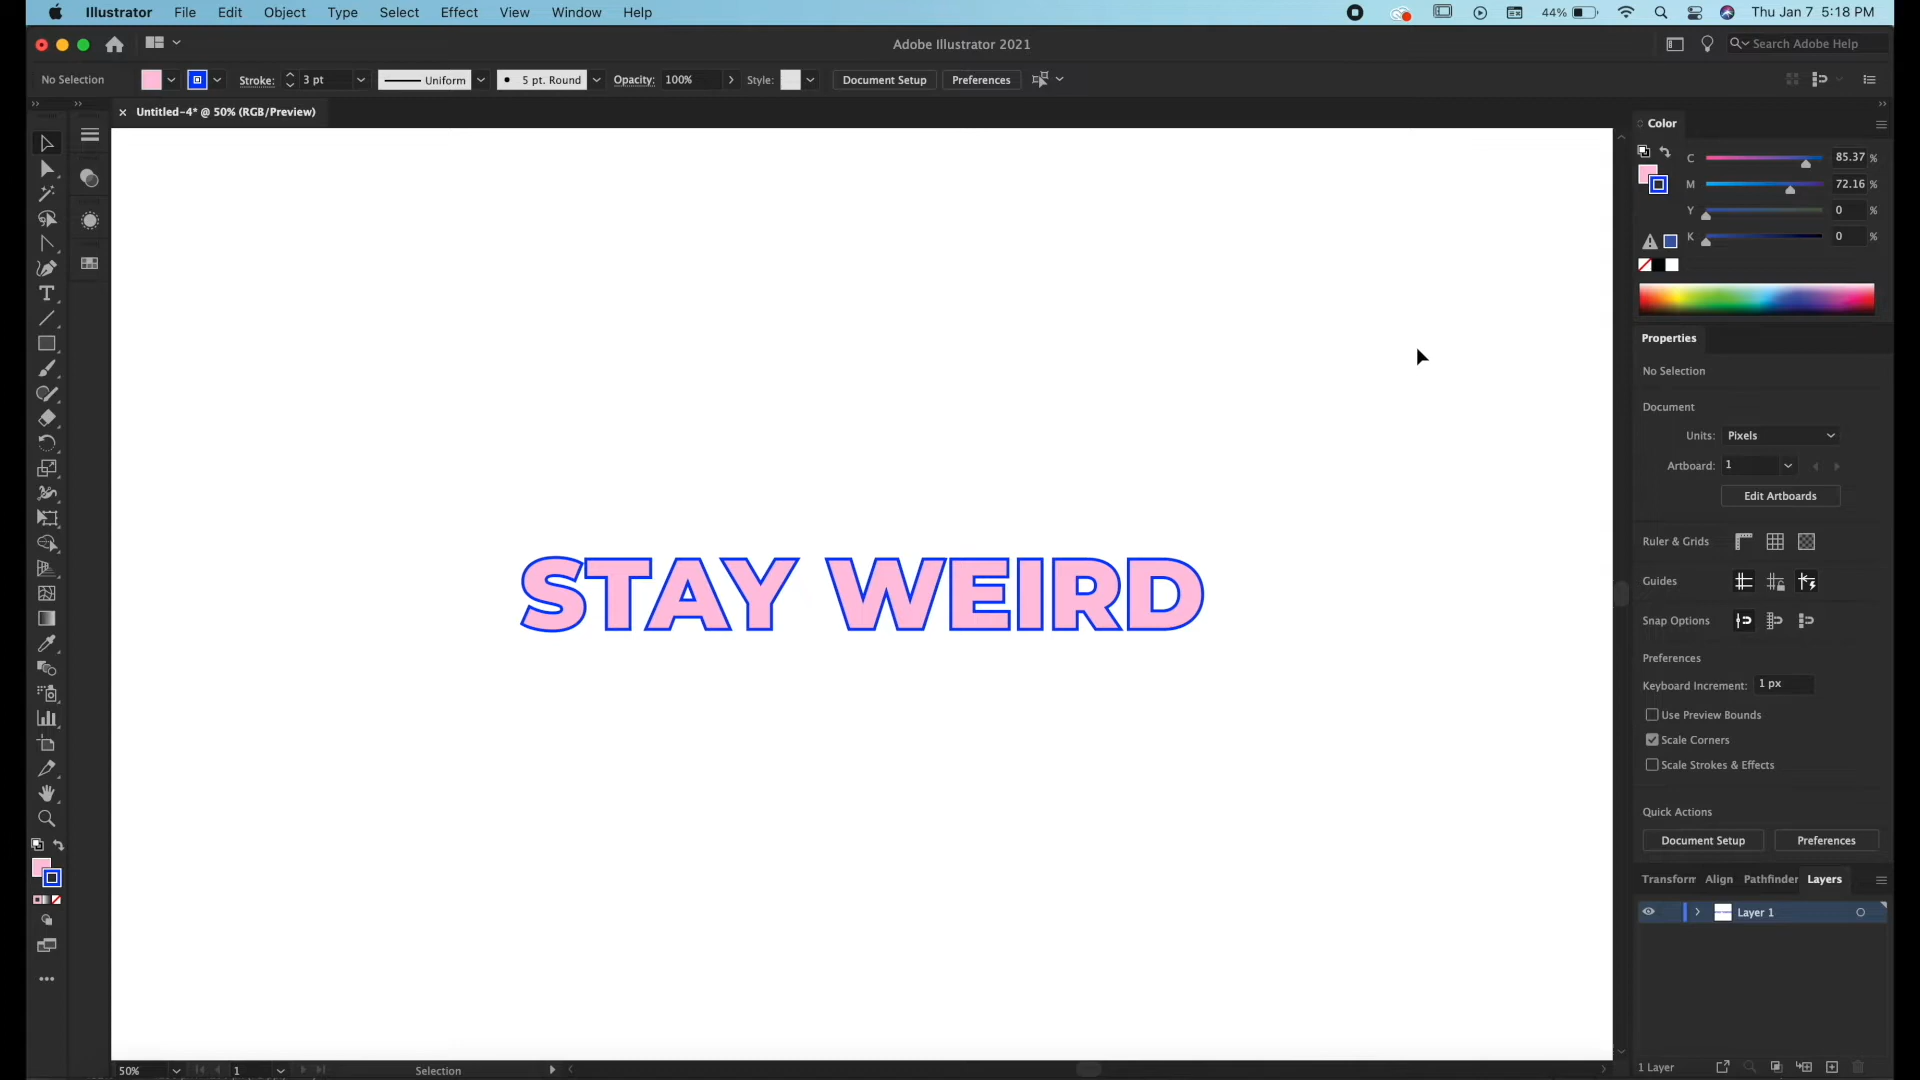 Illustrator File Edit Object Type Select Effect View Window Help 44% Thu Jan 7 5:18 PM
Adobe Illustrator 2021 Search Adobe Help
No Selection Stroke: 3 pt Uniform 5 pt. Round Opacity: 100% Style: Document Setup Preferences
Untitled-4* @ 50% (RGB/Preview)
Color
C 85.37 %
M 72.16 %
Y 0 %
K 0 %
Properties
No Selection
Document
Units: Pixels
Artboard: 1
Edit Artboards
Ruler & Grids
Guides
Snap Options
Preferences
Keyboard Increment: 1 px
Use Preview Bounds
Scale Corners
Scale Strokes & Effects
Quick Actions
Document Setup Preferences
Transform Align Pathfinder Layers
Layer 1
1 Layer
STAY WEIRD
50% 1 Selection